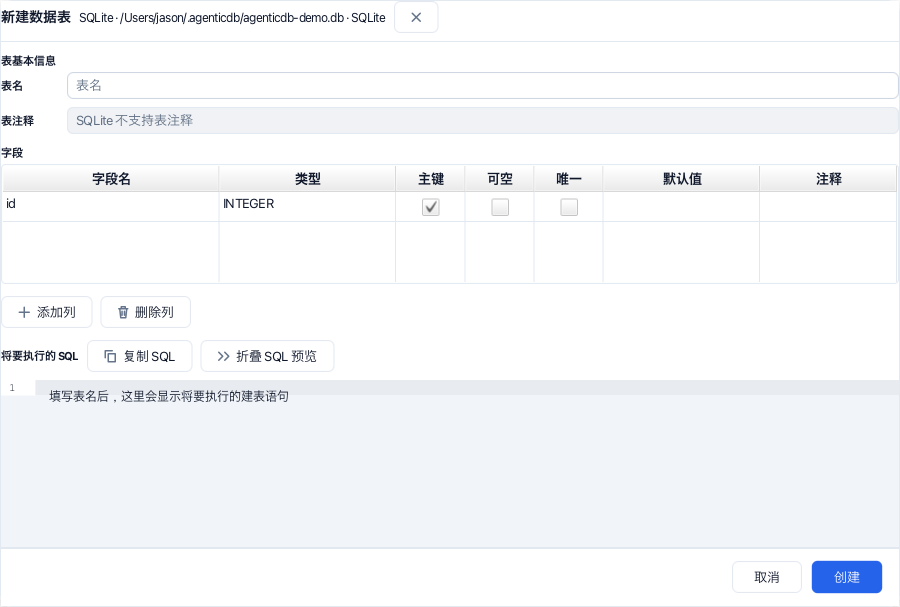 新建数据表 SQLite · /Users/jason/.agenticdb/agenticdb-demo.db · SQLite
表基本信息
表名 表名
表注释 SQLite 不支持表注释
字段
字段名 类型 主键 可空 唯一 默认值 注释
id INTEGER
添加列 删除列
将要执行的 SQL 复制 SQL 折叠 SQL 预览
1 填写表名后，这里会显示将要执行的建表语句
取消 创建